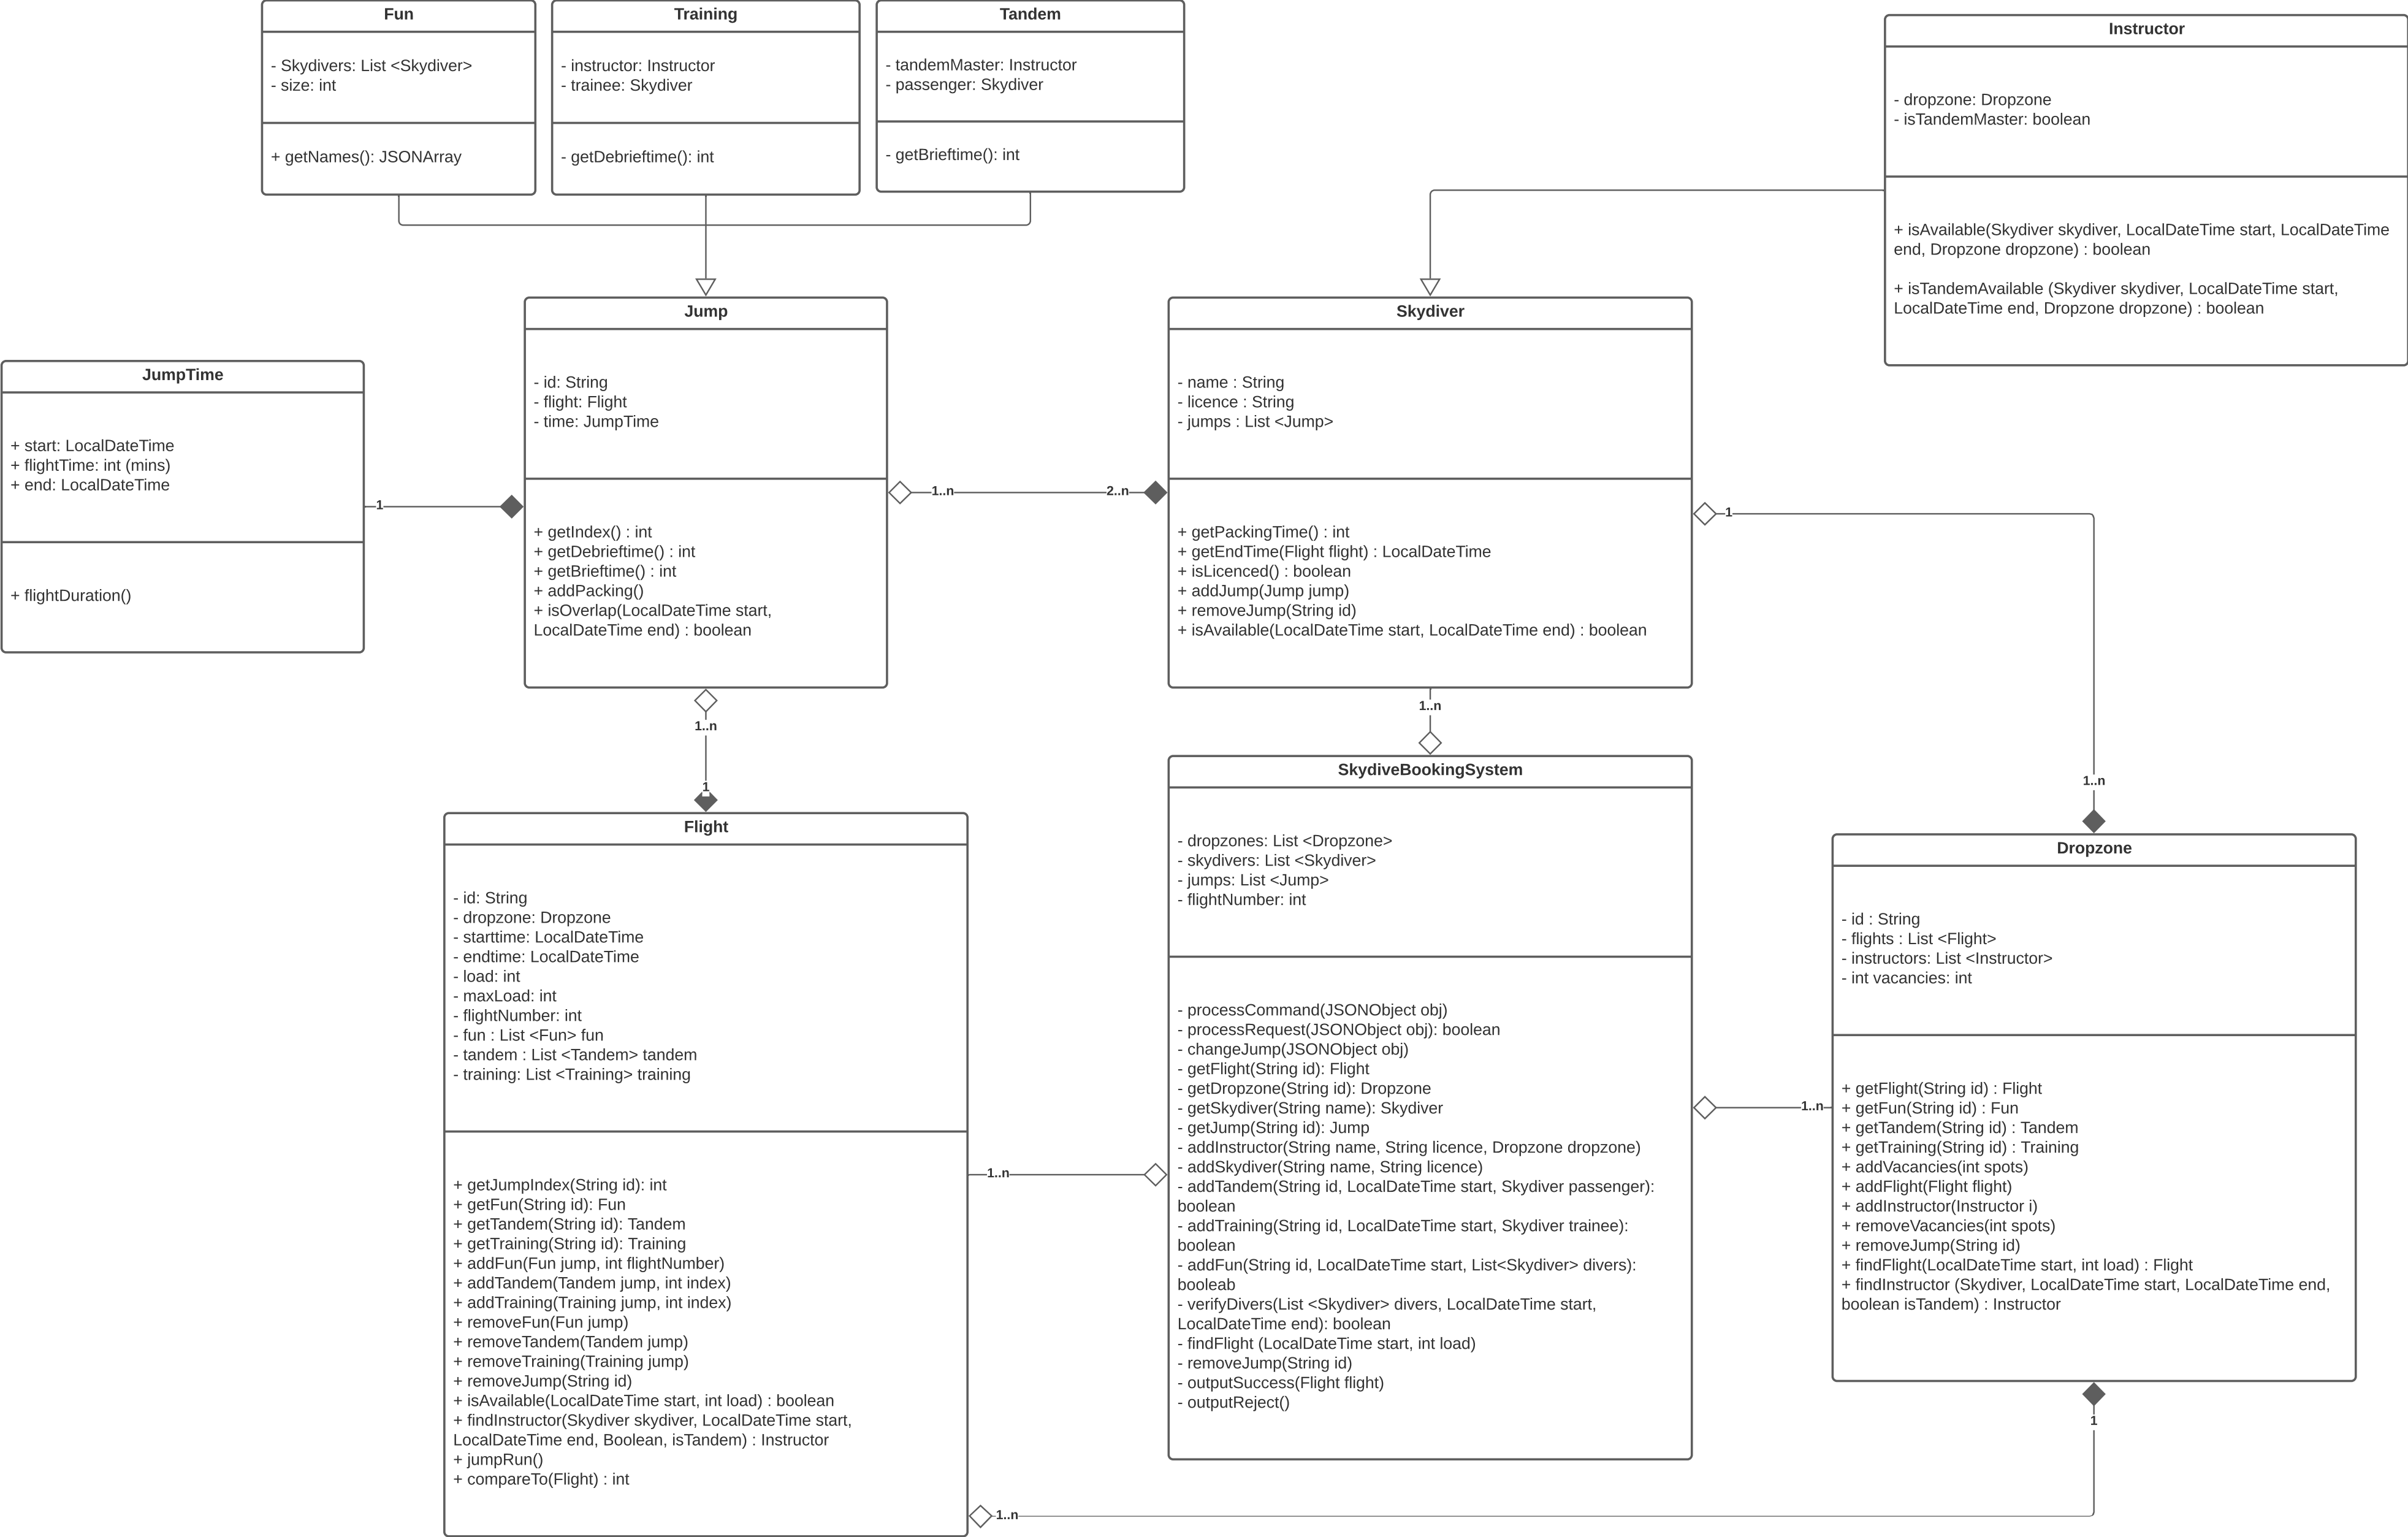 Fun
- Skydivers: List <Skydiver>
- size: int
+ getNames(): JSONArray
Training
- instructor: Instructor
- trainee: Skydiver
- getDebrieftime(): int
Tandem
- tandemMaster: Instructor
- passenger: Skydiver
- getBrieftime(): int
Instructor
- dropzone: Dropzone
- isTandemMaster: boolean
+ isAvailable(Skydiver skydiver, LocalDateTime start, LocalDateTime
end, Dropzone dropzone) : boolean
+ isTandemAvailable (Skydiver skydiver, LocalDateTime start,
LocalDateTime end, Dropzone dropzone) : boolean
JumpTime
+ start: LocalDateTime
+ flightTime: int (mins)
+ end: LocalDateTime
+ flightDuration()
1
Jump
- id: String
- flight: Flight
- time: JumpTime
+ getIndex() : int
+ getDebrieftime() : int
+ getBrieftime() : int
+ addPacking()
+ isOverlap(LocalDateTime start,
LocalDateTime end) : boolean
1..n
2..n
Skydiver
- name : String
- licence : String
- jumps : List <Jump>
+ getPackingTime() : int
+ getEndTime(Flight flight) : LocalDateTime
+ isLicenced() : boolean
+ addJump(Jump jump)
+ removeJump(String id)
+ isAvailable(LocalDateTime start, LocalDateTime end) : boolean
1
1..n
1..n
1
1..n
Flight
- id: String
- dropzone: Dropzone
- starttime: LocalDateTime
- endtime: LocalDateTime
- load: int
- maxLoad: int
- flightNumber: int
- fun : List <Fun> fun
- tandem : List <Tandem> tandem
- training: List <Training> training
+ getJumpIndex(String id): int
+ getFun(String id): Fun
+ getTandem(String id): Tandem
+ getTraining(String id): Training
+ addFun(Fun jump, int flightNumber)
+ addTandem(Tandem jump, int index)
+ addTraining(Training jump, int index)
+ removeFun(Fun jump)
+ removeTandem(Tandem jump)
+ removeTraining(Training jump)
+ removeJump(String id)
+ isAvailable(LocalDateTime start, int load) : boolean
+ findInstructor(Skydiver skydiver, LocalDateTime start,
LocalDateTime end, Boolean, isTandem) : Instructor
+ jumpRun()
+ compareTo(Flight) : int
1..n
SkydiveBookingSystem
- dropzones: List <Dropzone>
- skydivers: List <Skydiver>
- jumps: List <Jump>
- flightNumber: int
- processCommand(JSONObject obj)
- processRequest(JSONObject obj): boolean
- changeJump(JSONObject obj)
- getFlight(String id): Flight
- getDropzone(String id): Dropzone
- getSkydiver(String name): Skydiver
- getJump(String id): Jump
- addInstructor(String name, String licence, Dropzone dropzone)
- addSkydiver(String name, String licence)
- addTandem(String id, LocalDateTime start, Skydiver passenger):
boolean
- addTraining(String id, LocalDateTime start, Skydiver trainee):
boolean
- addFun(String id, LocalDateTime start, List<Skydiver> divers):
booleab
- verifyDivers(List <Skydiver> divers, LocalDateTime start,
LocalDateTime end): boolean
- findFlight (LocalDateTime start, int load)
- removeJump(String id)
- outputSuccess(Flight flight)
- outputReject()
1..n
Dropzone
- id : String
- flights : List <Flight>
- instructors: List <Instructor>
- int vacancies: int
+ getFlight(String id) : Flight
+ getFun(String id) : Fun
+ getTandem(String id) : Tandem
+ getTraining(String id) : Training
+ addVacancies(int spots)
+ addFlight(Flight flight)
+ addInstructor(Instructor i)
+ removeVacancies(int spots)
+ removeJump(String id)
+ findFlight(LocalDateTime start, int load) : Flight
+ findInstructor (Skydiver, LocalDateTime start, LocalDateTime end,
boolean isTandem) : Instructor
1
1..n